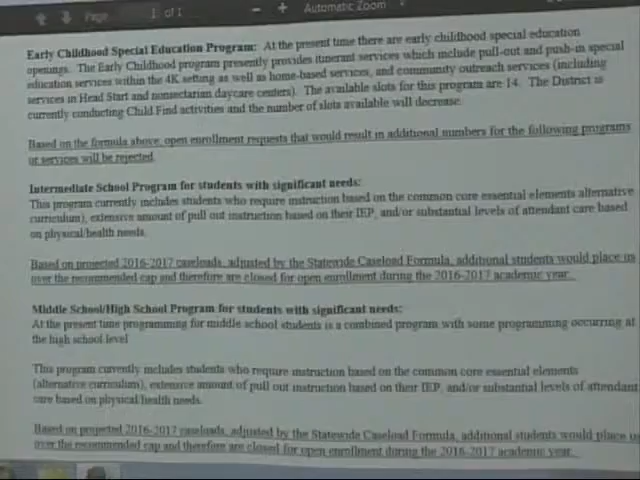 Page 1 of 1 − + Automatic Zoom
Early Childhood Special Education Program: At the present time there are early childhood special education
openings. The Early Childhood program presently provides itinerant services which include pull-out and push-in special
education services within the 4K setting as well as home-based services, and community outreach services (including
services in Head Start and nonsectarian daycare centers). The available slots for this program are 14. The District is
currently conducting Child Find activities and the number of slots available will decrease.
Based on the formula above, open enrollment requests that would result in additional numbers for the following programs
or services will be rejected.
Intermediate School Program for students with significant needs:
This program currently includes students who require instruction based on the common core essential elements alternative
curriculum), extensive amount of pull out instruction based on their IEP, and/or substantial levels of attendant care based
on physical/health needs.
Based on projected 2016-2017 caseloads, adjusted by the Statewide Caseload Formula, additional students would place us
over the recommended cap and therefore are closed for open enrollment during the 2016-2017 academic year.
Middle School/High School Program for students with significant needs:
At the present time programming for middle school students is a combined program with some programming occurring at
the high school level
This program currently includes students who require instruction based on the common core essential elements
(alternative curriculum), extensive amount of pull out instruction based on their IEP, and/or substantial levels of attendant
care based on physical/health needs.
Based on projected 2016-2017 caseloads, adjusted by the Statewide Caseload Formula, additional students would place us
over the recommended cap and therefore are closed for open enrollment during the 2016-2017 academic year.